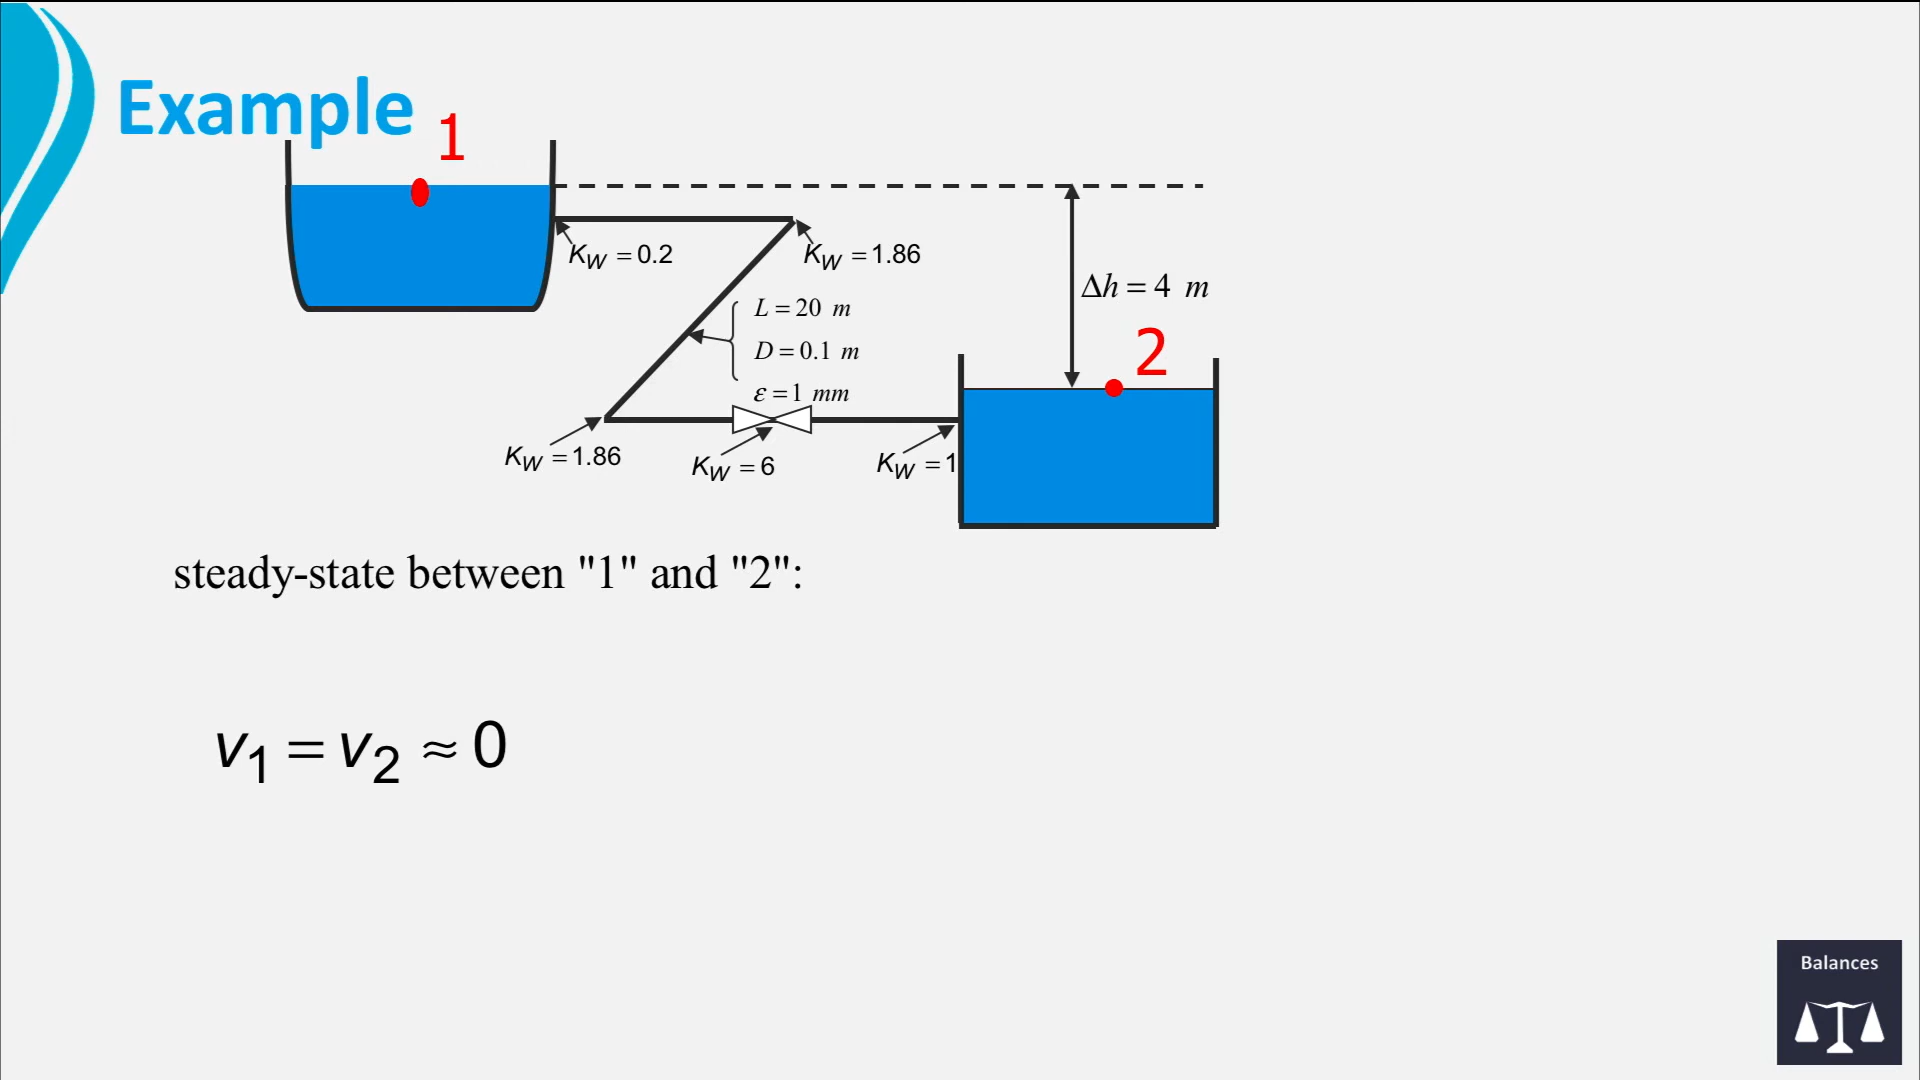 Example
1
K_W = 0.2
K_W = 1.86
Δh = 4 m
L = 20 m
D = 0.1 m
ε = 1 mm
2
K_W = 1.86
K_W = 6
K_W = 1
steady-state between "1" and "2":
v₁ = v₂ ≈ 0
Balances